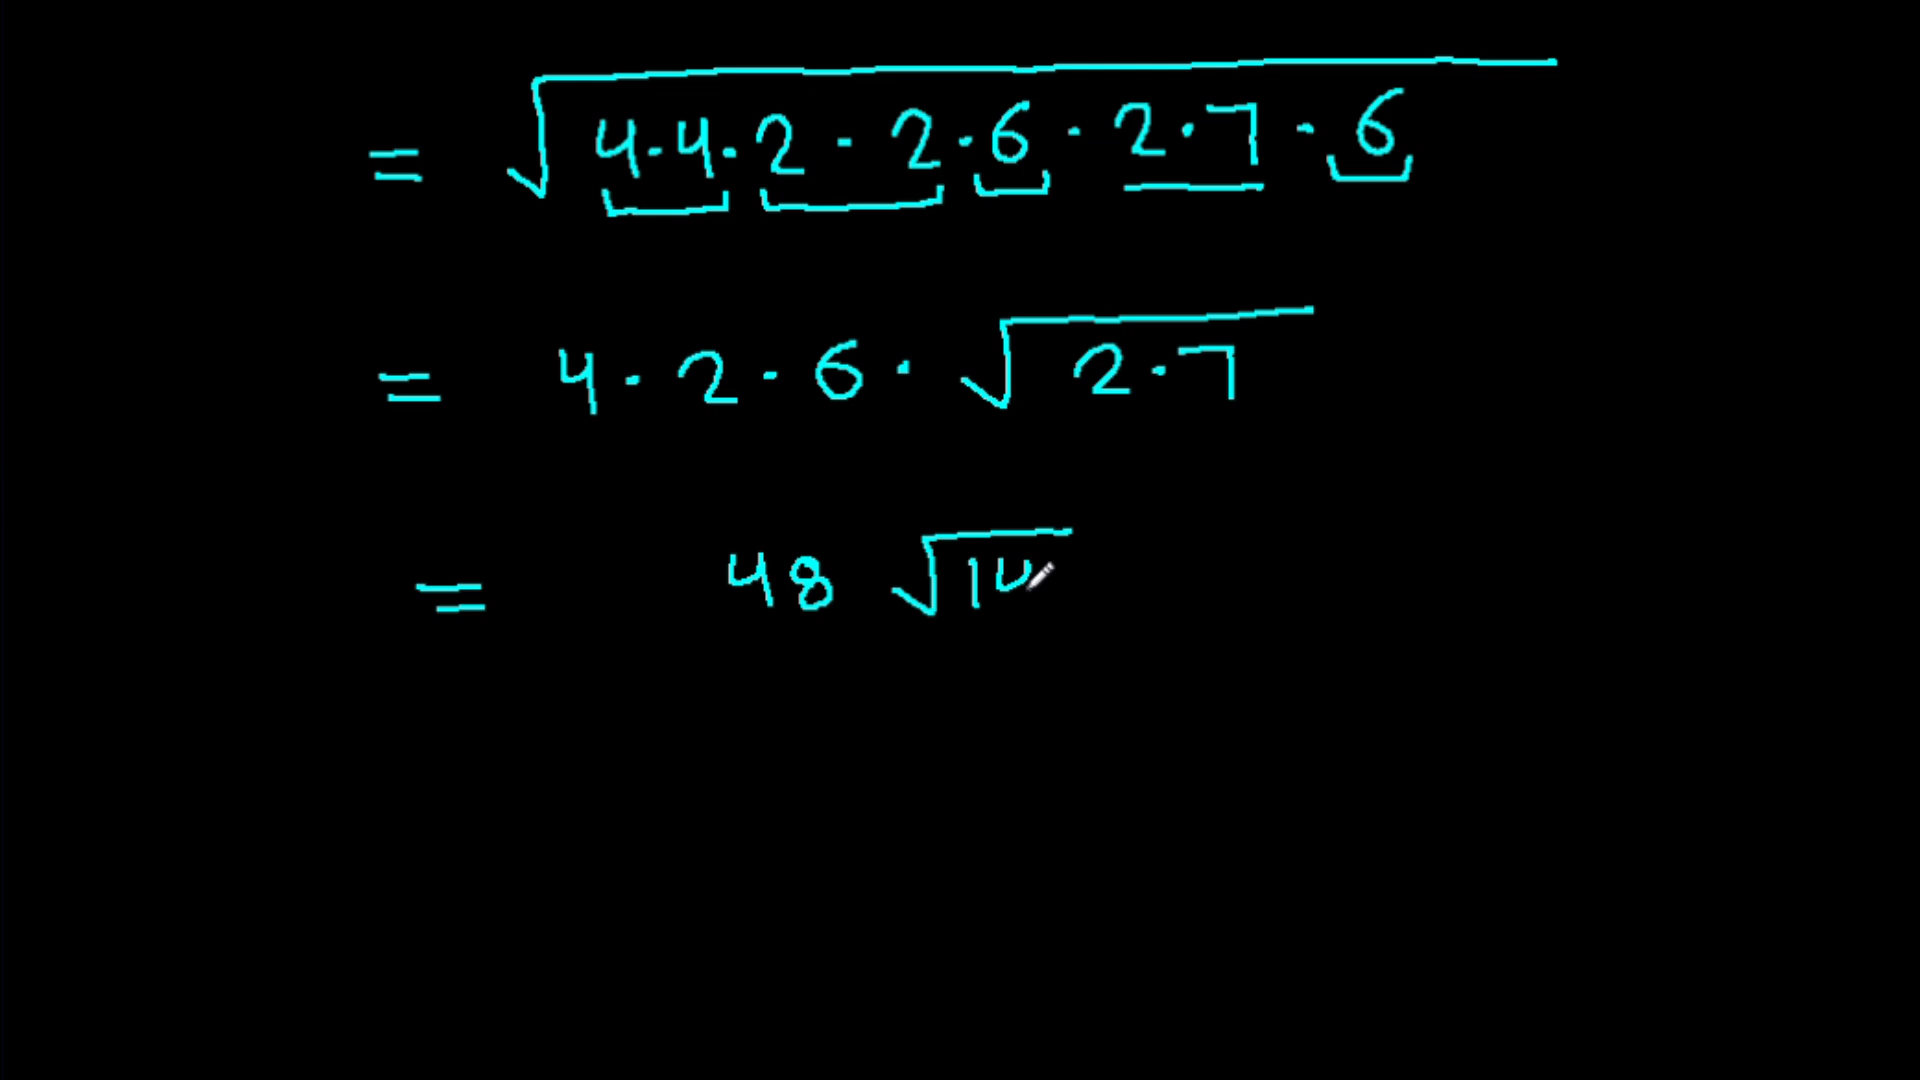 = √4·4·2·2·6·2·7·6
= 4·2·6·√2·7
= 48 √14